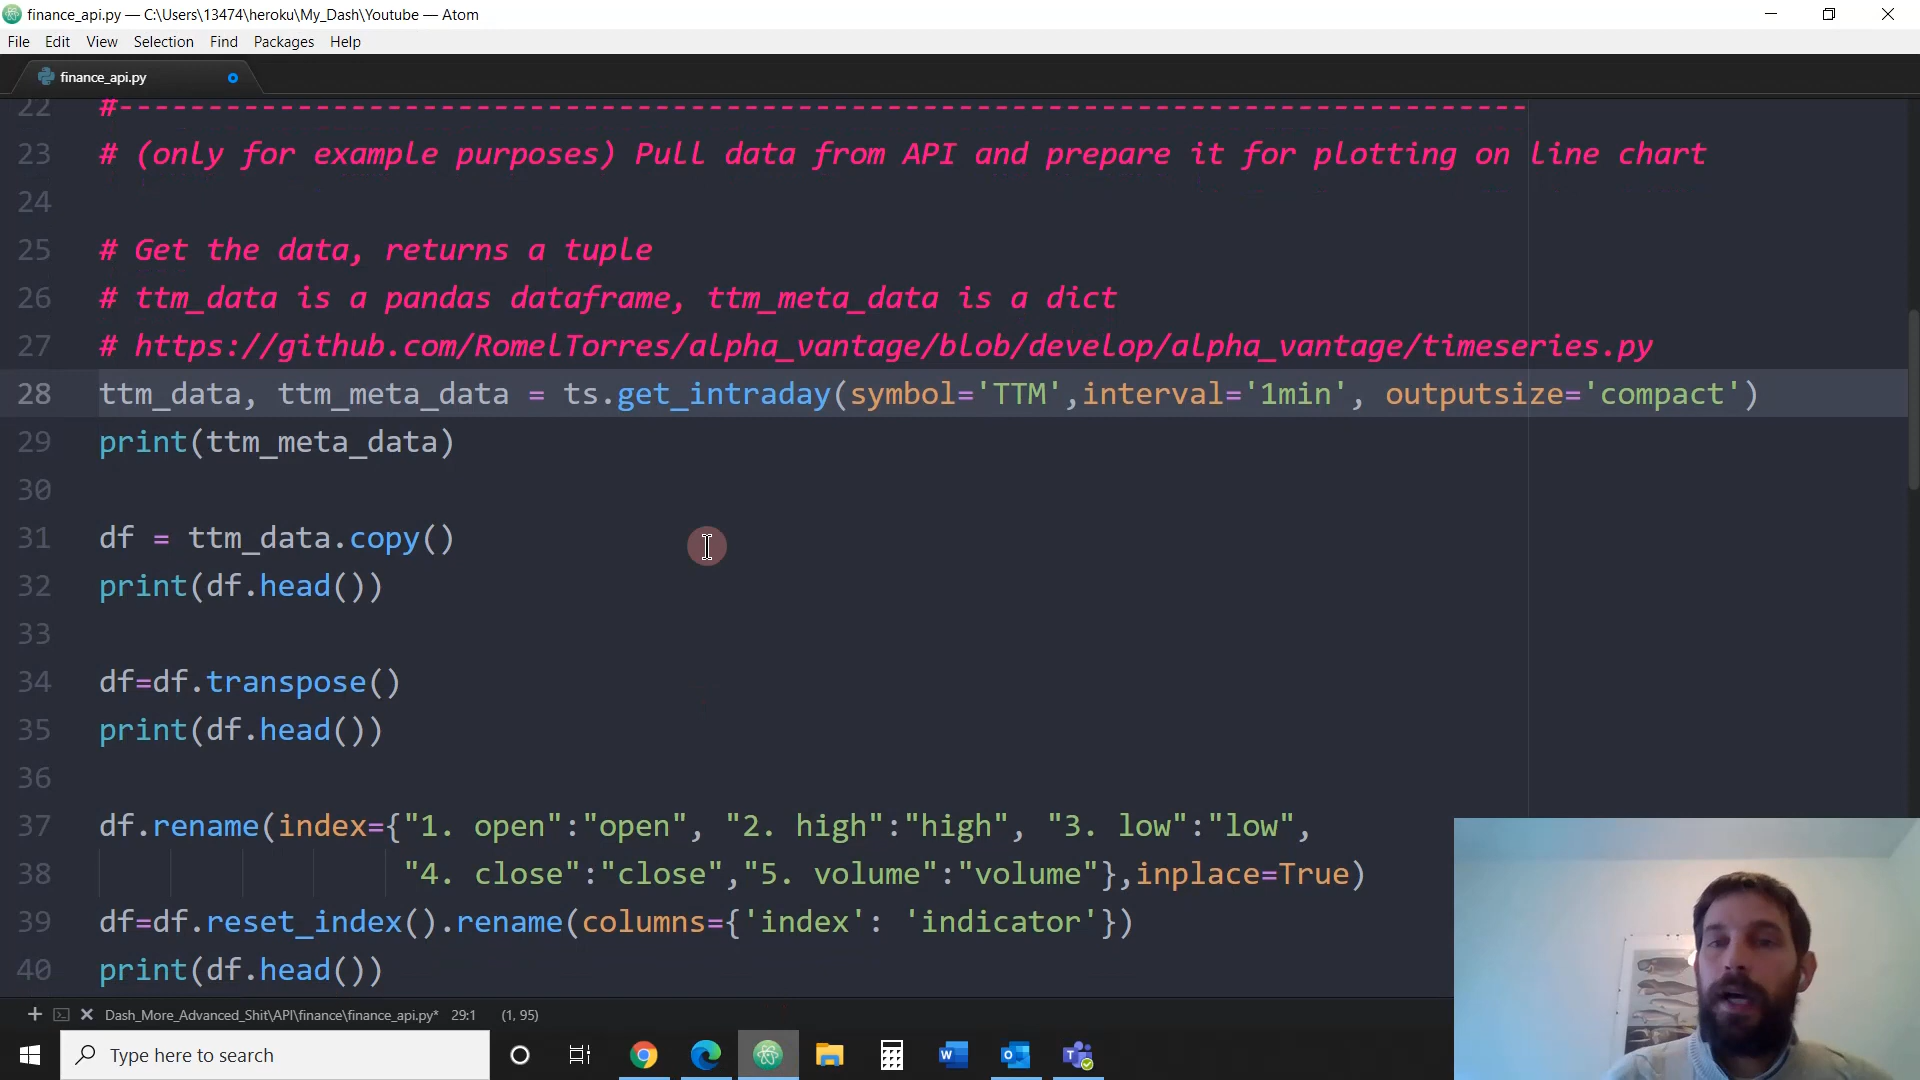 finance_api.py — C:\Users\13474\heroku\My_Dash\Youtube — Atom
File Edit View Selection Find Packages Help
finance_api.py
22 #-------------------------------------------------------------------------------
23 # (only for example purposes) Pull data from API and prepare it for plotting on line chart
24
25 # Get the data, returns a tuple
26 # ttm_data is a pandas dataframe, ttm_meta_data is a dict
27 # https://github.com/RomelTorres/alpha_vantage/blob/develop/alpha_vantage/timeseries.py
28 ttm_data, ttm_meta_data = ts.get_intraday(symbol='TTM',interval='1min', outputsize='compact')
29 print(ttm_meta_data)
30
31 df = ttm_data.copy()
32 print(df.head())
33
34 df=df.transpose()
35 print(df.head())
36
37 df.rename(index={"1. open":"open", "2. high":"high", "3. low":"low",
38 "4. close":"close","5. volume":"volume"},inplace=True)
39 df=df.reset_index().rename(columns={'index': 'indicator'})
40 print(df.head())
Dash_More_Advanced_Shit\API\finance\finance_api.py* 29:1 (1, 95)
Type here to search